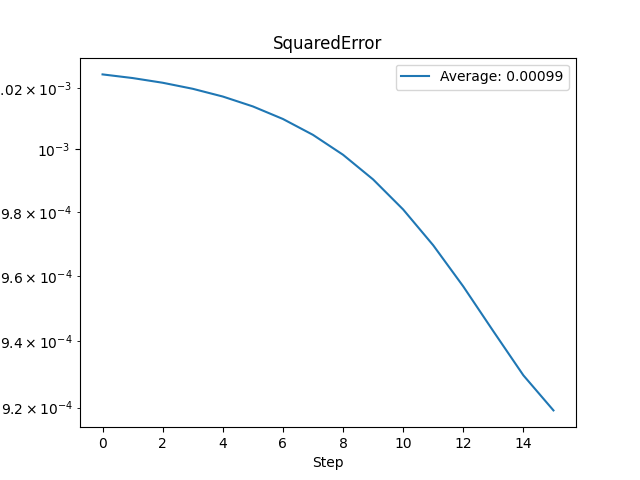 SquaredError
.02 × 10⁻³
10⁻³
9.8 × 10⁻⁴
9.6 × 10⁻⁴
9.4 × 10⁻⁴
9.2 × 10⁻⁴
Average: 0.00099
0 2 4 6 8 10 12 14
Step